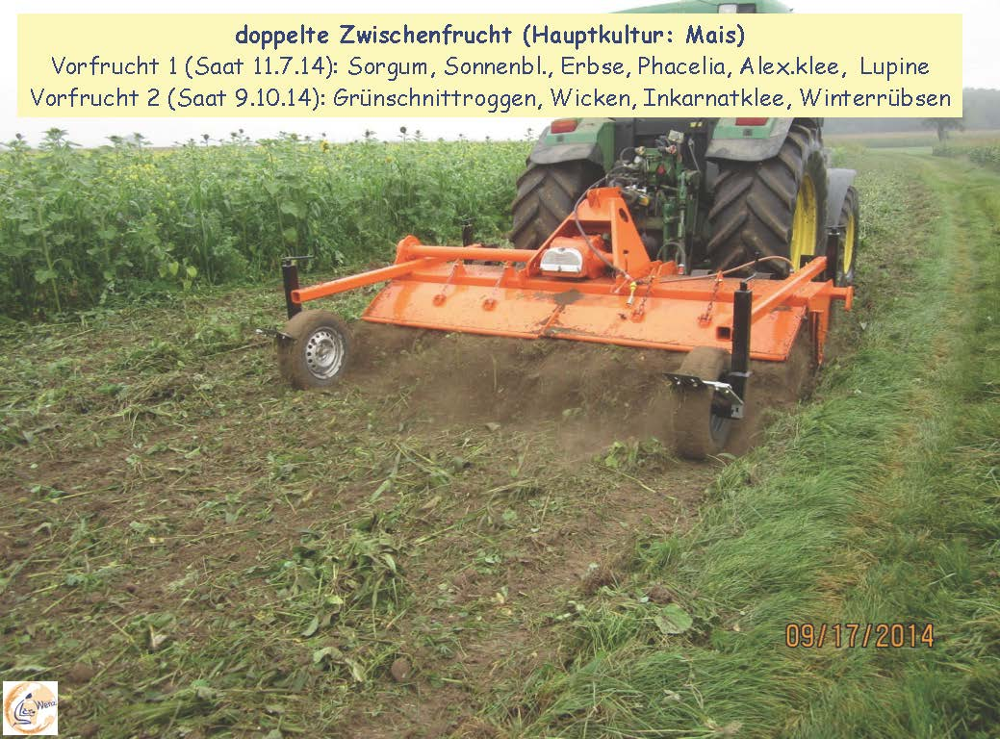 doppelte Zwischenfrucht (Hauptkultur: Mais)
Vorfrucht 1 (Saat 11.7.14): Sorgum, Sonnenbl., Erbse, Phacelia, Alex.klee, Lupine
Vorfrucht 2 (Saat 9.10.14): Grünschnittroggen, Wicken, Inkarnatklee, Winterrübsen
09/17/2014
Wenz